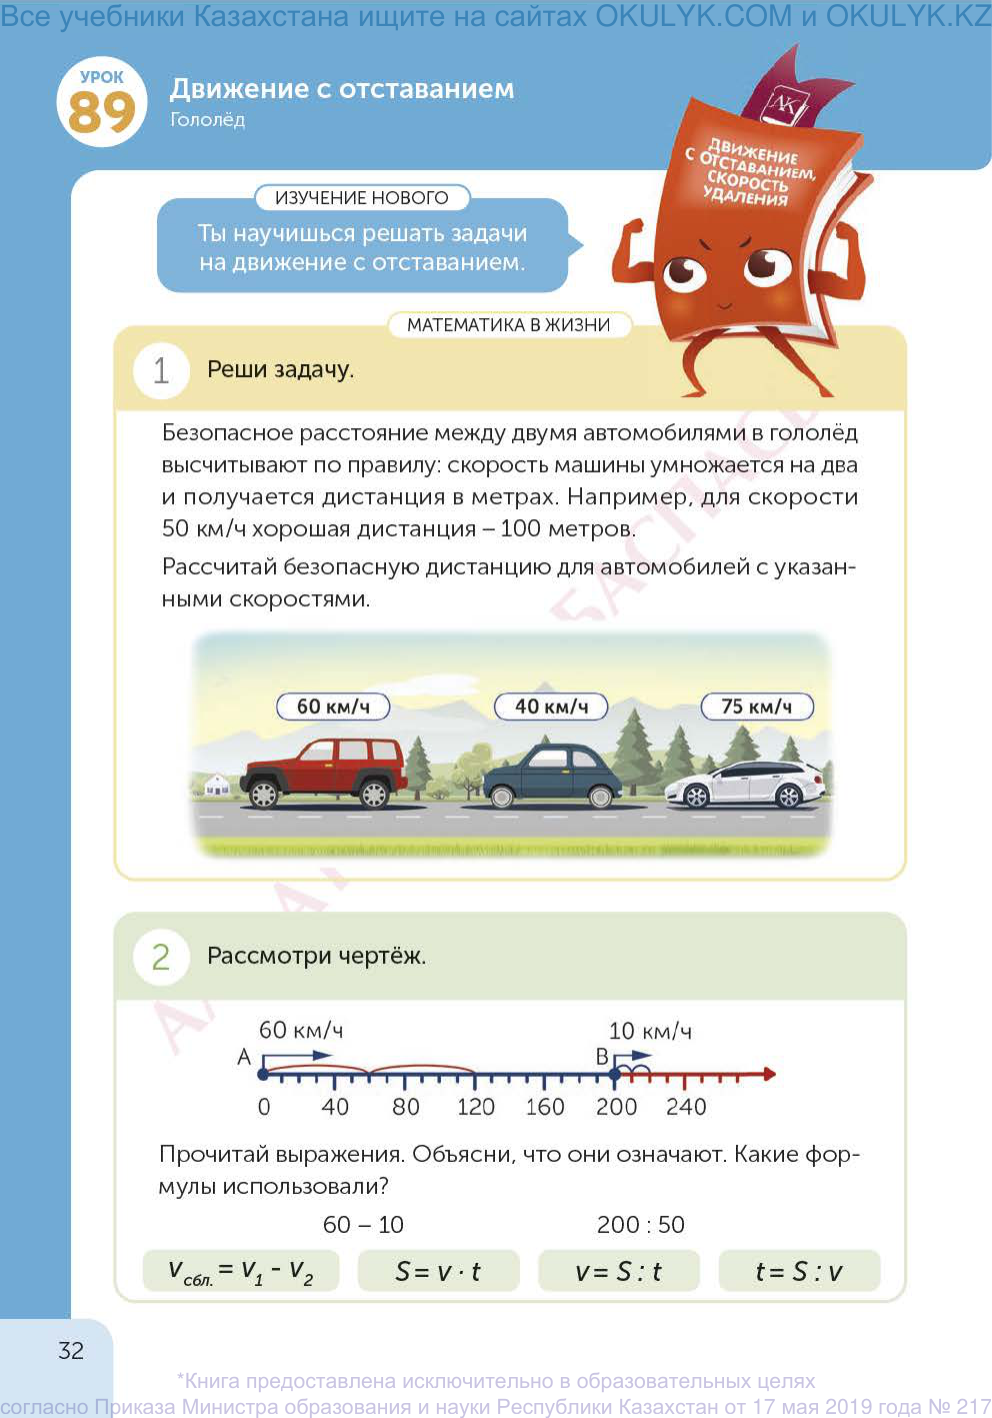 Все учебники Казахстана ищите на сайтах OKULYK.COM и OKULYK.KZ
УРОК
89
Движение с отставанием
Гололёд
ДВИЖЕНИЕ
С ОТСТАВАНИЕМ,
СКОРОСТЬ
УДАЛЕНИЯ
ИЗУЧЕНИЕ НОВОГО
Ты научишься решать задачи
на движение с отставанием.
МАТЕМАТИКА В ЖИЗНИ
1 Реши задачу.
Безопасное расстояние между двумя автомобилями в гололёд
высчитывают по правилу: скорость машины умножается на два
и получается дистанция в метрах. Например, для скорости
50 км/ч хорошая дистанция – 100 метров.
Рассчитай безопасную дистанцию для автомобилей с указан-
ными скоростями.
60 км/ч 40 км/ч 75 км/ч
2 Рассмотри чертёж.
60 км/ч 10 км/ч
А В
0 40 80 120 160 200 240
Прочитай выражения. Объясни, что они означают. Какие фор-
мулы использовали?
60 – 10 200 : 50
v сбл. = v1 - v2 S = v · t v = S : t t = S : v
32
*Книга предоставлена исключительно в образовательных целях
согласно Приказа Министра образования и науки Республики Казахстан от 17 мая 2019 года № 217